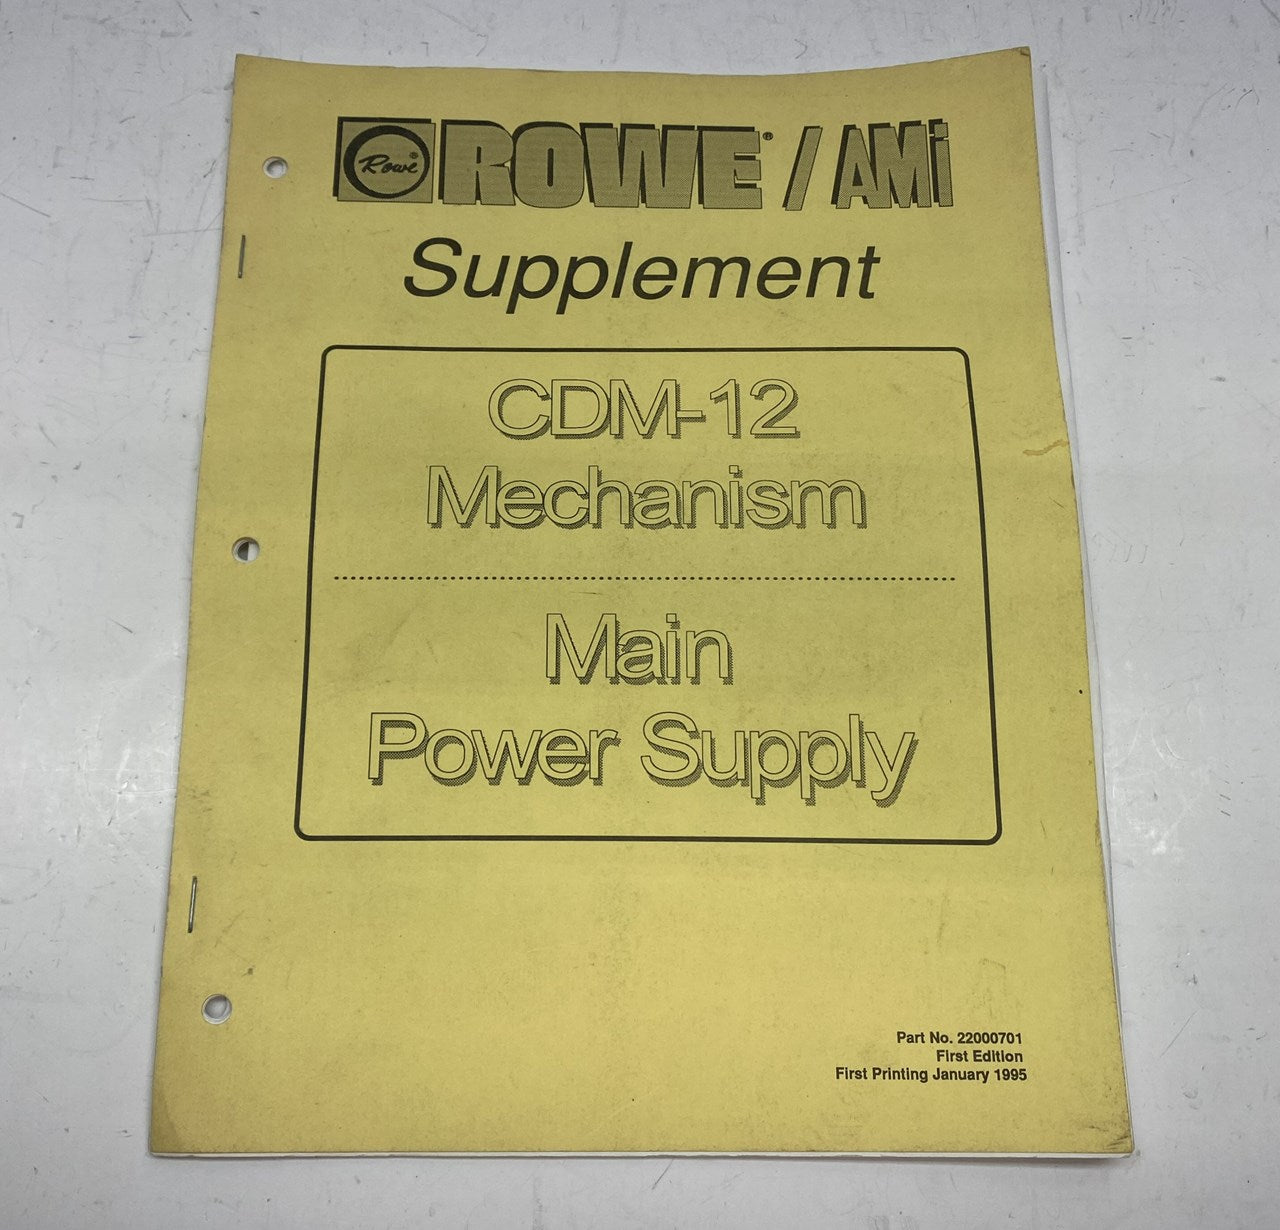 Rowe® ROWE® / AMi
Supplement
CDM-12
Mechanism
Main
Power Supply
Part No. 22000701
First Edition
First Printing January 1995